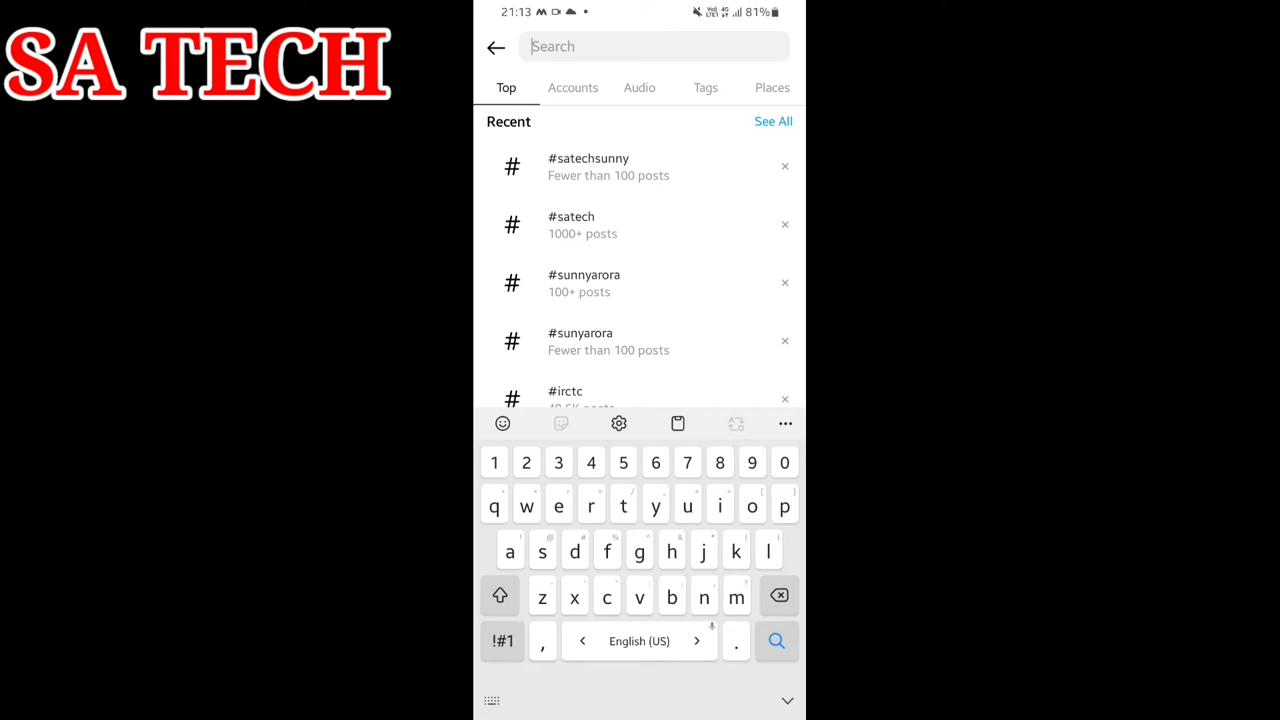 SA TECH
21:13 81%
Search
Top Accounts Audio Tags Places
Recent See All
# #satechsunny
Fewer than 100 posts
# #satech
1000+ posts
# #sunnyarora
100+ posts
# #sunyarora
Fewer than 100 posts
# #irctc
1 2 3 4 5 6 7 8 9 0
q w e r t y u i o p
a s d f g h j k l
z x c v b n m
!#1 , < English (US) > .